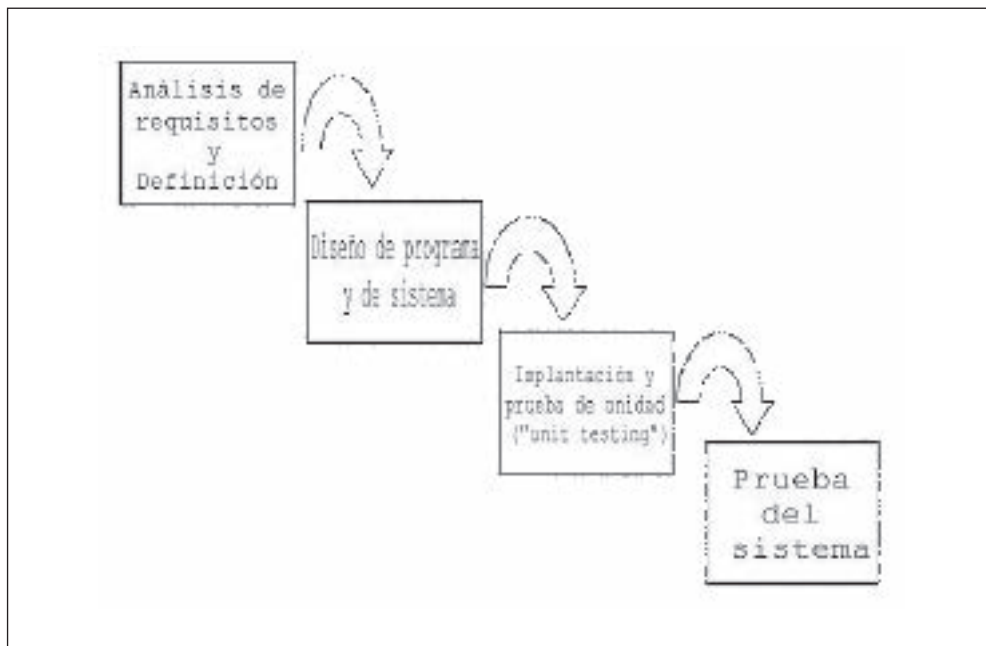 Análisis de
requisitos
y
Definición
Diseño de programa
y de sistema
Implantación y
prueba de unidad
("unit testing")
Prueba
del
sistema